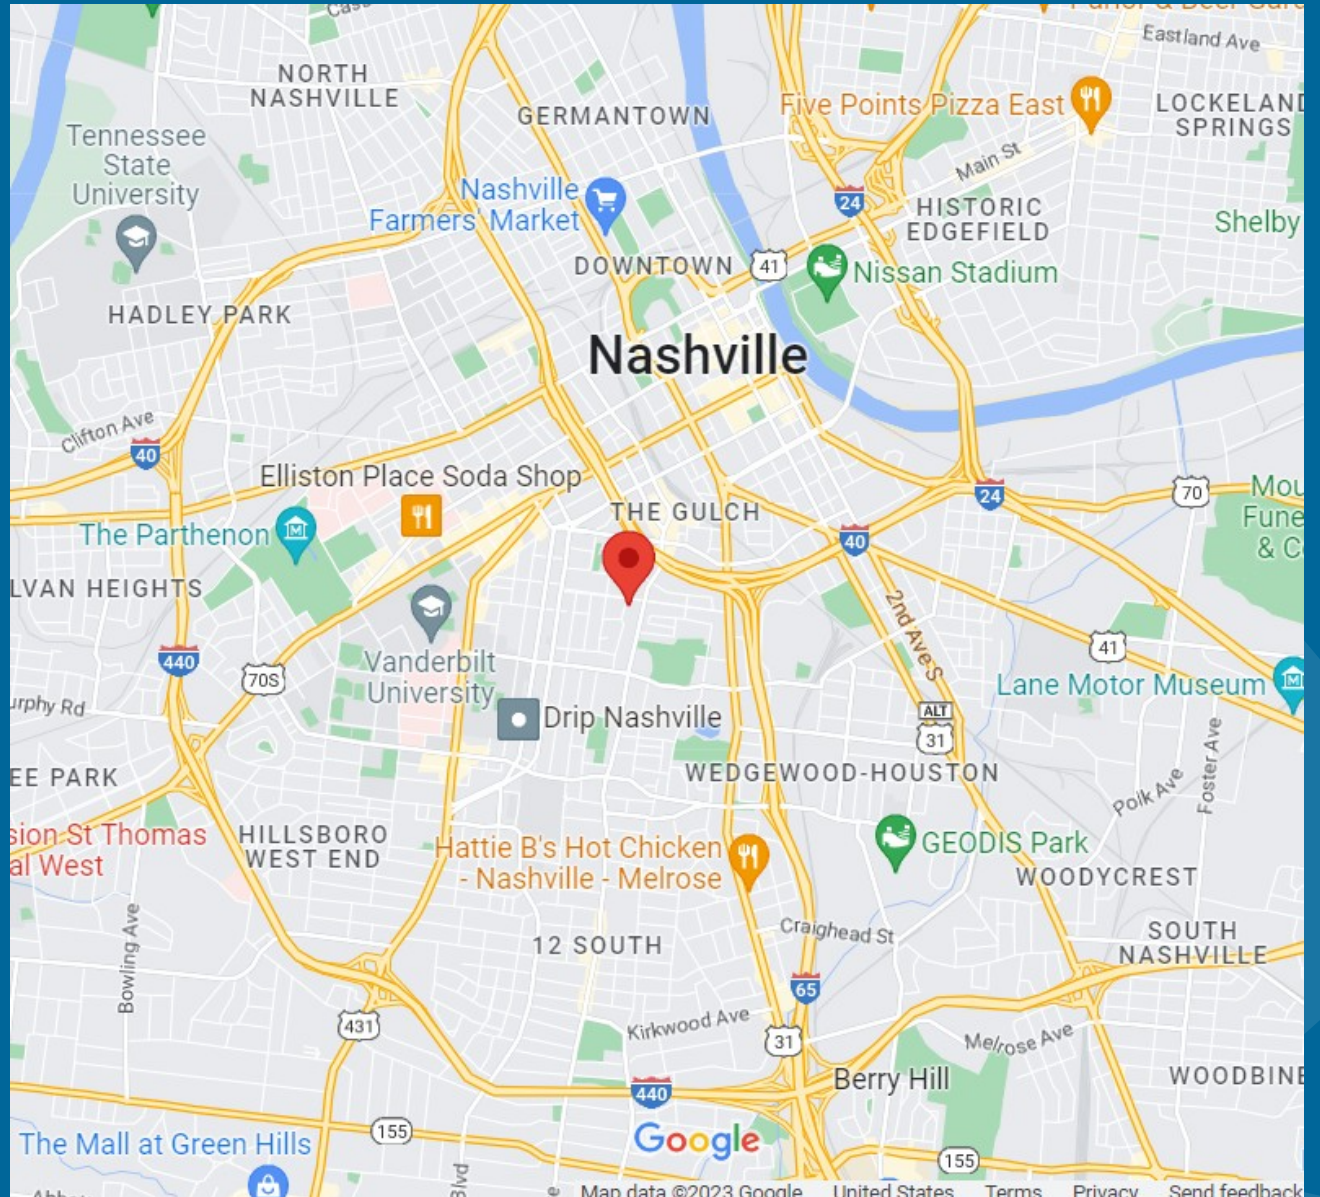 Eastland Ave
NORTH
NASHVILLE
GERMANTOWN
Five Points Pizza East
LOCKELAND
SPRINGS
Tennessee
State
University
Main St
Nashville
Farmers' Market
24
HISTORIC
EDGEFIELD
Shelby
DOWNTOWN
41
Nissan Stadium
HADLEY PARK
Nashville
Clifton Ave
40
Elliston Place Soda Shop
24
70
Mou
Fune
& C
THE GULCH
The Parthenon
40
LVAN HEIGHTS
2nd Ave S
440
70S
Vanderbilt
University
41
Lane Motor Museum
urphy Rd
Drip Nashville
ALT
31
EE PARK
WEDGEWOOD-HOUSTON
Polk Ave
Foster Ave
sion St Thomas
al West
HILLSBORO
WEST END
Hattie B's Hot Chicken
- Nashville - Melrose
GEODIS Park
WOODYCREST
Bowling Ave
12 SOUTH
Craighead St
SOUTH
NASHVILLE
65
431
Kirkwood Ave
31
Melrose Ave
Berry Hill
WOODBINE
440
155
The Mall at Green Hills
Google
155
Blvd
Map data ©2023 Google United States Terms Privacy Send feedback